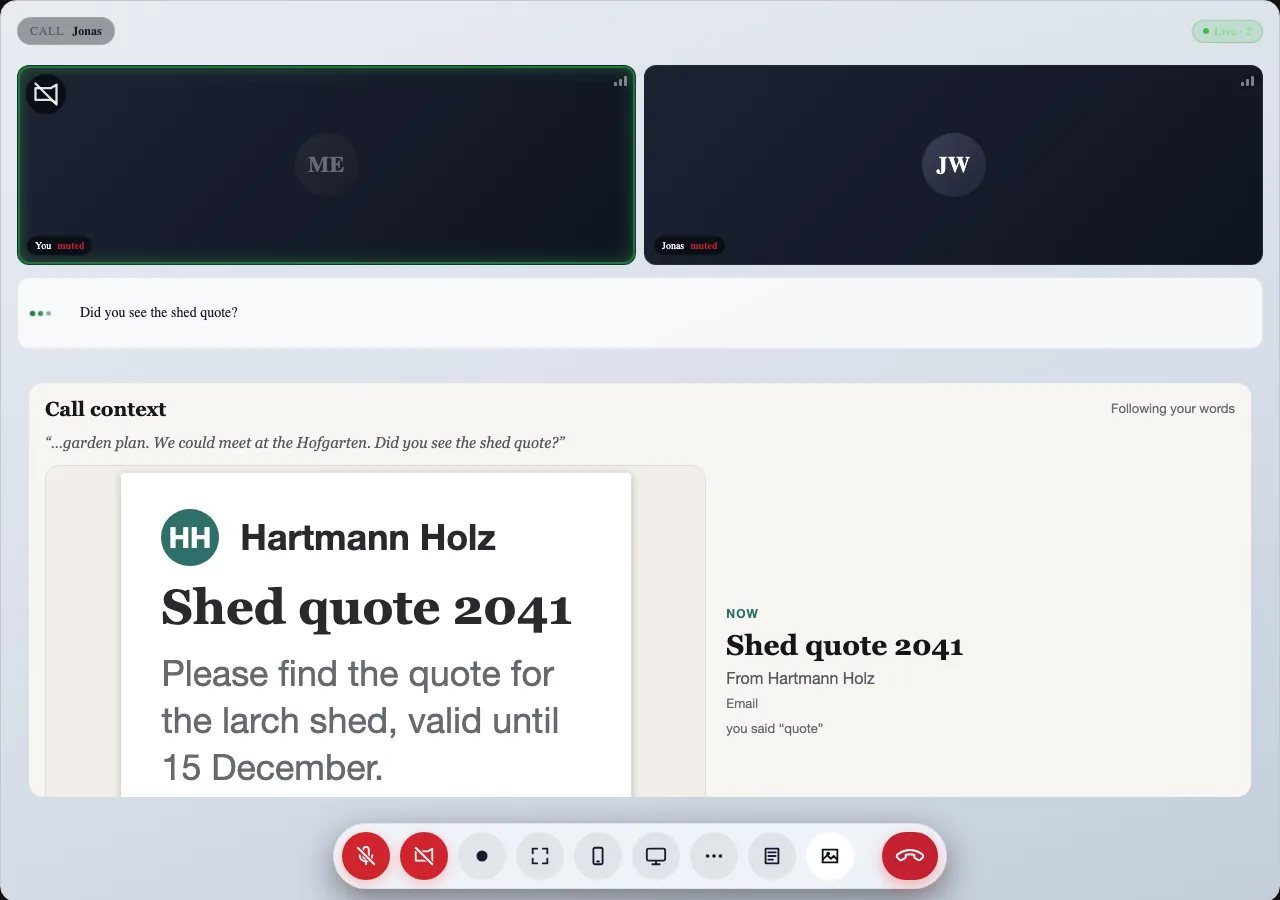 CALL Jonas
Live · 2
ME
JW
You muted
Jonas muted
Did you see the shed quote?
Call context
Following your words
“…garden plan. We could meet at the Hofgarten. Did you see the shed quote?”
HH Hartmann Holz
Shed quote 2041
Please find the quote for
the larch shed, valid until
15 December.
NOW
Shed quote 2041
From Hartmann Holz
Email
you said “quote”